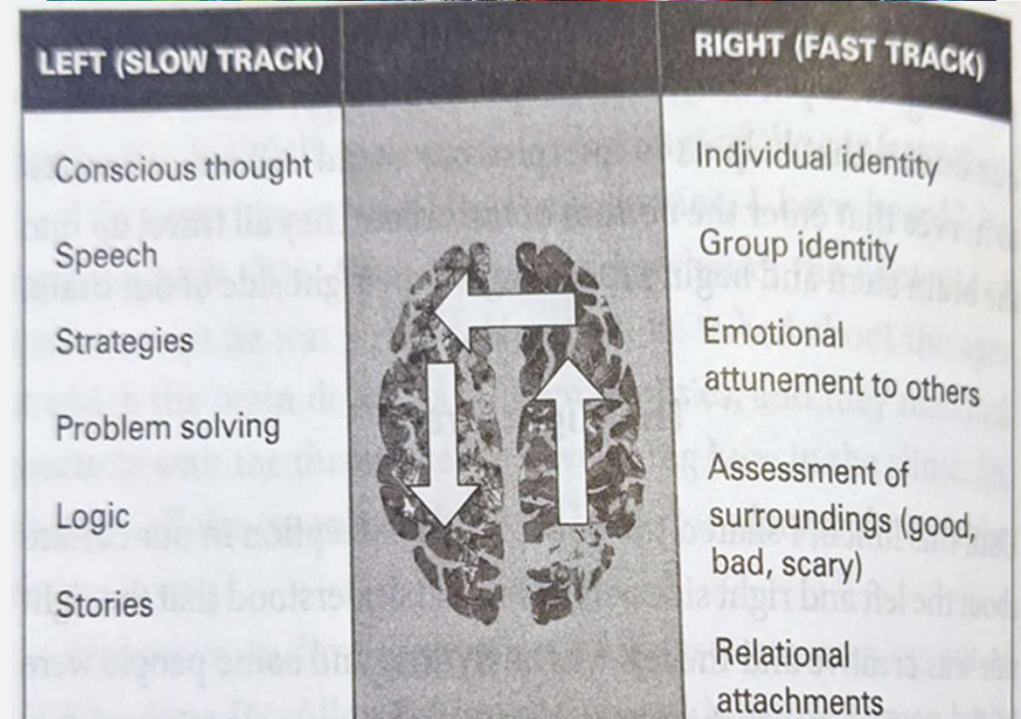 LEFT (SLOW TRACK)
Conscious thought
Speech
Strategies
Problem solving
Logic
Stories
RIGHT (FAST TRACK)
Individual identity
Group identity
Emotional
attunement to others
Assessment of
surroundings (good,
bad, scary)
Relational
attachments